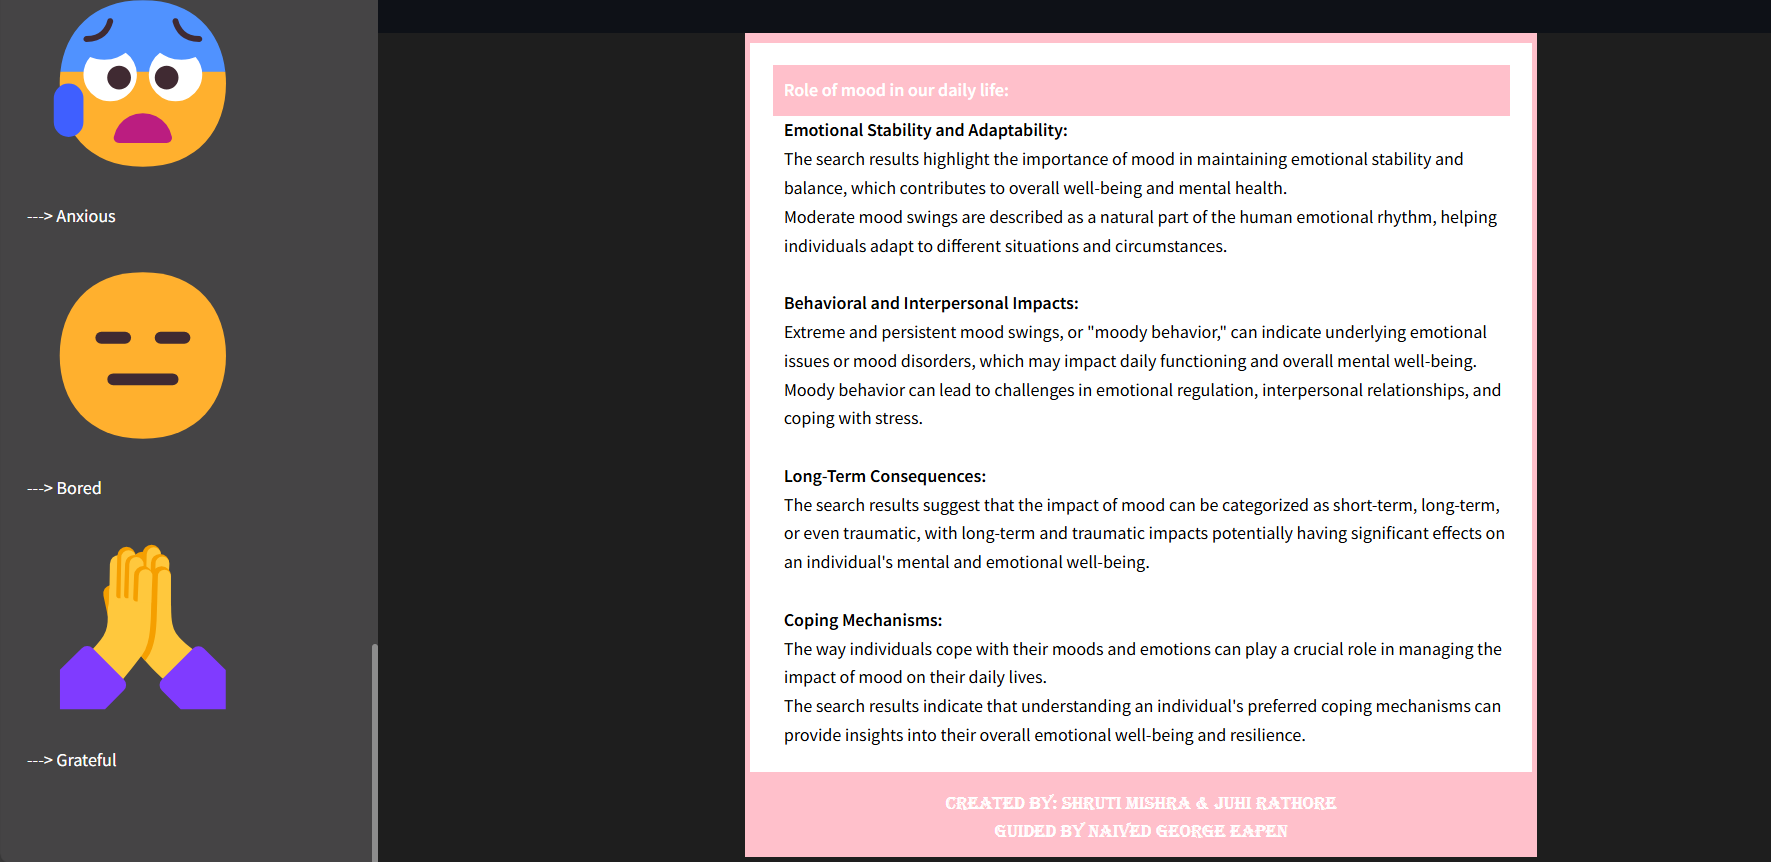 ---> Anxious
---> Bored
---> Grateful
Role of mood in our daily life:
Emotional Stability and Adaptability:
The search results highlight the importance of mood in maintaining emotional stability and
balance, which contributes to overall well-being and mental health.
Moderate mood swings are described as a natural part of the human emotional rhythm, helping
individuals adapt to different situations and circumstances.
Behavioral and Interpersonal Impacts:
Extreme and persistent mood swings, or "moody behavior," can indicate underlying emotional
issues or mood disorders, which may impact daily functioning and overall mental well-being.
Moody behavior can lead to challenges in emotional regulation, interpersonal relationships, and
coping with stress.
Long-Term Consequences:
The search results suggest that the impact of mood can be categorized as short-term, long-term,
or even traumatic, with long-term and traumatic impacts potentially having significant effects on
an individual's mental and emotional well-being.
Coping Mechanisms:
The way individuals cope with their moods and emotions can play a crucial role in managing the
impact of mood on their daily lives.
The search results indicate that understanding an individual's preferred coping mechanisms can
provide insights into their overall emotional well-being and resilience.
CREATED BY: SHRUTI MISHRA & JUHI RATHORE
GUIDED BY NAIVED GEORGE EAPEN